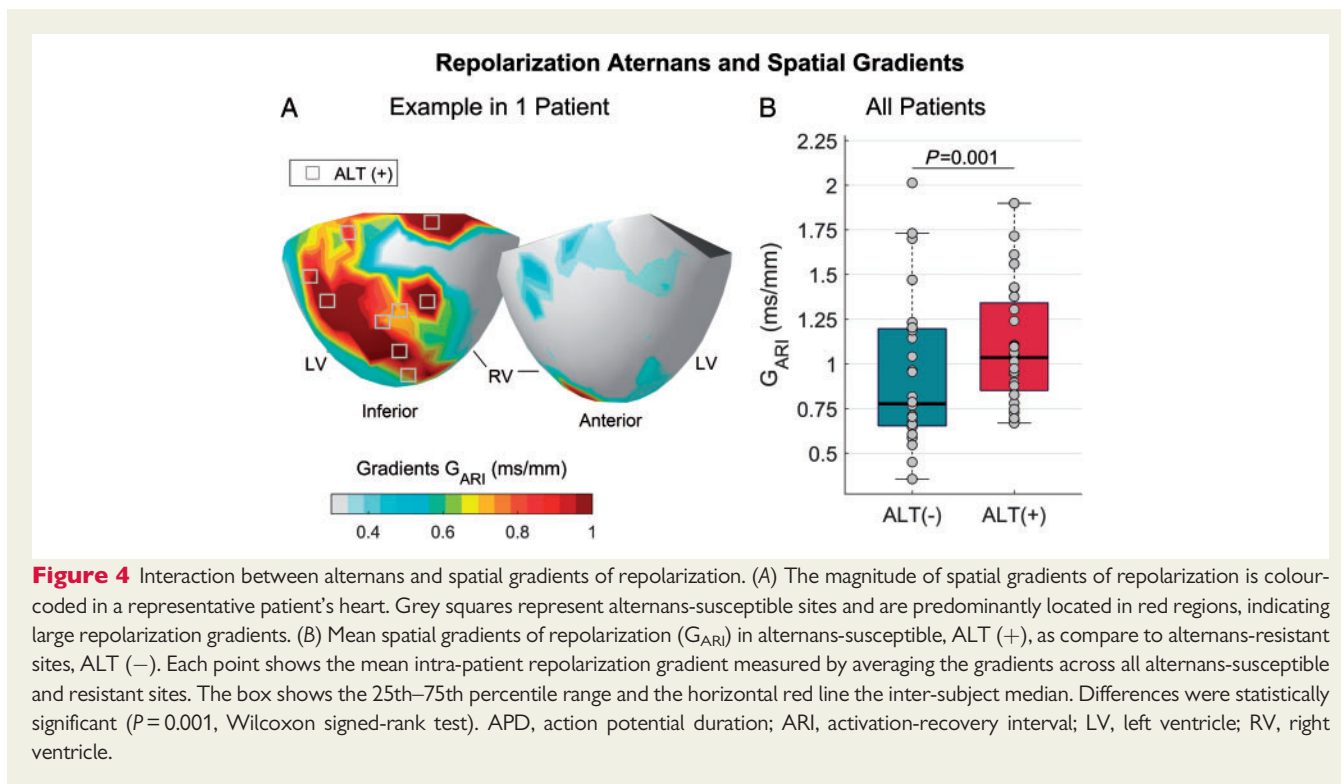 Repolarization Aternans and Spatial Gradients
A Example in 1 Patient
ALT (+)
LV
RV
LV
Inferior
Anterior
Gradients G_ARI (ms/mm)
0.4 0.6 0.8 1
B All Patients
P=0.001
G_ARI (ms/mm)
2.25
2
1.75
1.5
1.25
1
0.75
0.5
ALT(-) ALT(+)
Figure 4 Interaction between alternans and spatial gradients of repolarization. (A) The magnitude of spatial gradients of repolarization is colour-
coded in a representative patient's heart. Grey squares represent alternans-susceptible sites and are predominantly located in red regions, indicating
large repolarization gradients. (B) Mean spatial gradients of repolarization (G_ARI) in alternans-susceptible, ALT (+), as compare to alternans-resistant
sites, ALT (−). Each point shows the mean intra-patient repolarization gradient measured by averaging the gradients across all alternans-susceptible
and resistant sites. The box shows the 25th–75th percentile range and the horizontal red line the inter-subject median. Differences were statistically
significant (P = 0.001, Wilcoxon signed-rank test). APD, action potential duration; ARI, activation-recovery interval; LV, left ventricle; RV, right
ventricle.